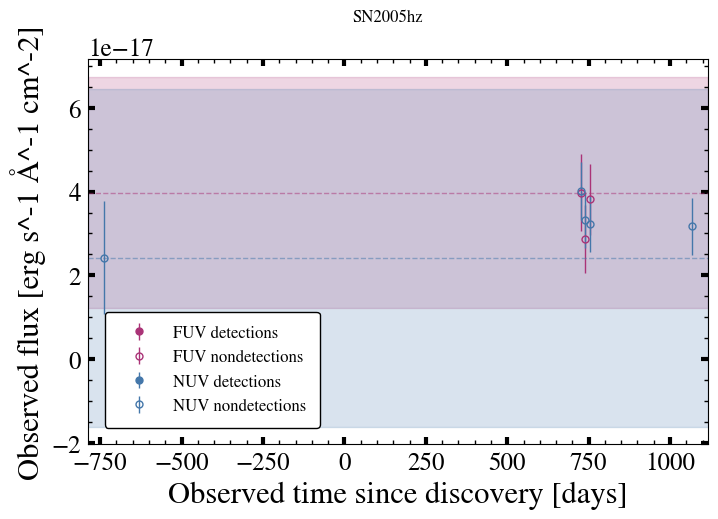 SN2005hz
1e−17
Observed flux [erg s^-1 Å^-1 cm^-2]
6
4
2
0
−2
FUV detections
FUV nondetections
NUV detections
NUV nondetections
−750 −500 −250 0 250 500 750 1000
Observed time since discovery [days]